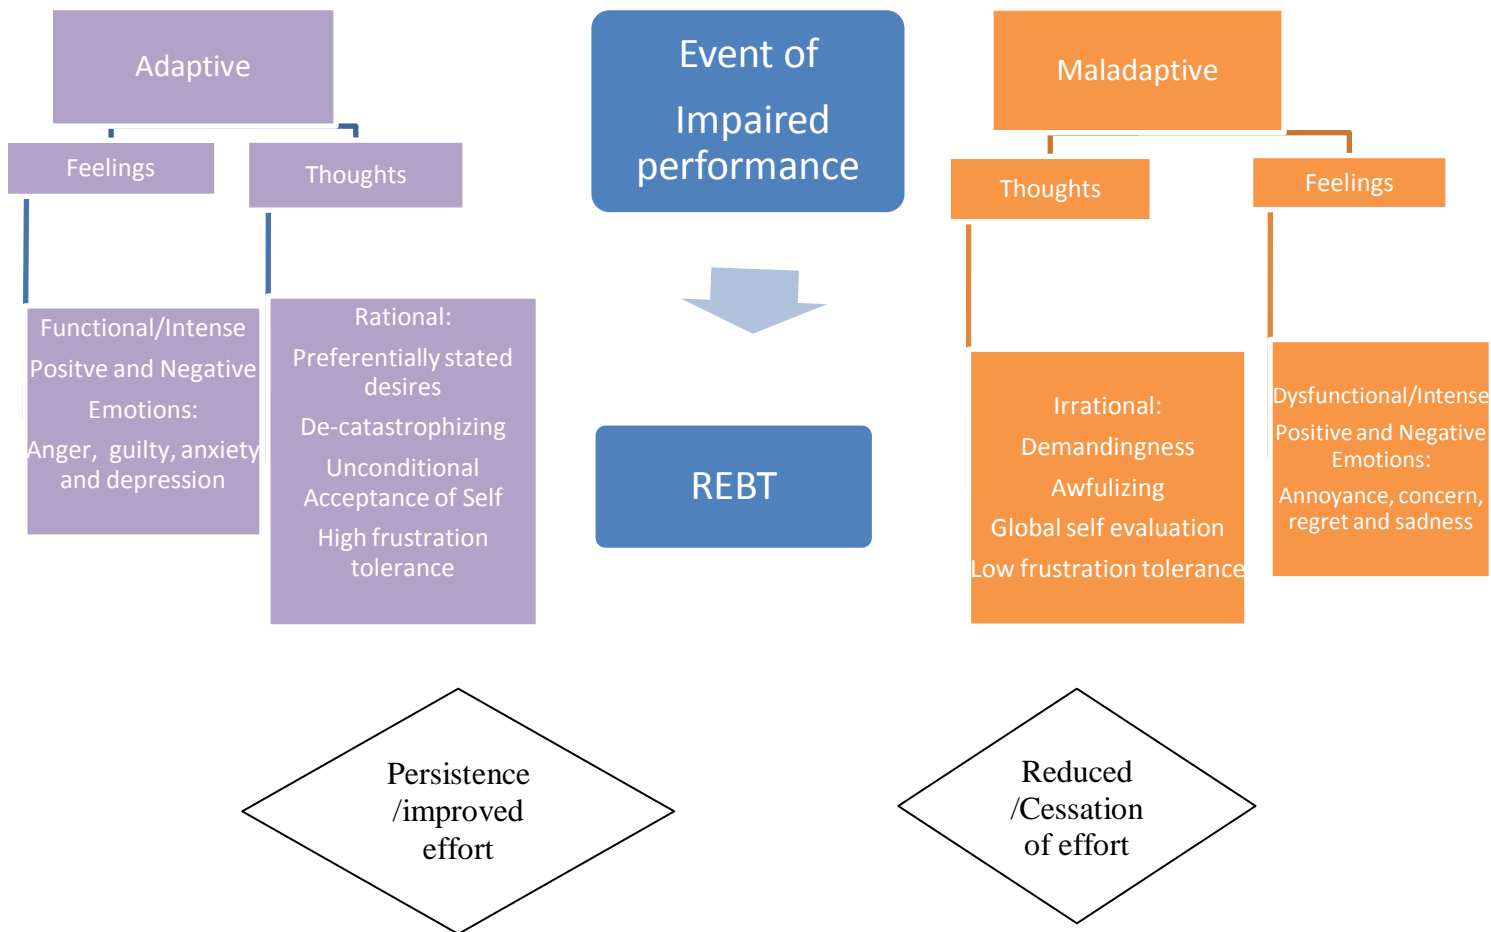 Adaptive
Feelings
Thoughts
Functional/Intense
Positve and Negative
Emotions:
Anger,  guilty, anxiety
and depression
Rational:
Preferentially stated
desires
De-catastrophizing
Unconditional
Acceptance of Self
High frustration
tolerance
Event of
Impaired
performance
REBT
Maladaptive
Thoughts
Feelings
Irrational:
Demandingness
Awfulizing
Global self evaluation
Low frustration tolerance
Dysfunctional/Intense
Positive and Negative
Emotions:
Annoyance, concern,
regret and sadness
Persistence
/improved
effort
Reduced
/Cessation
of effort